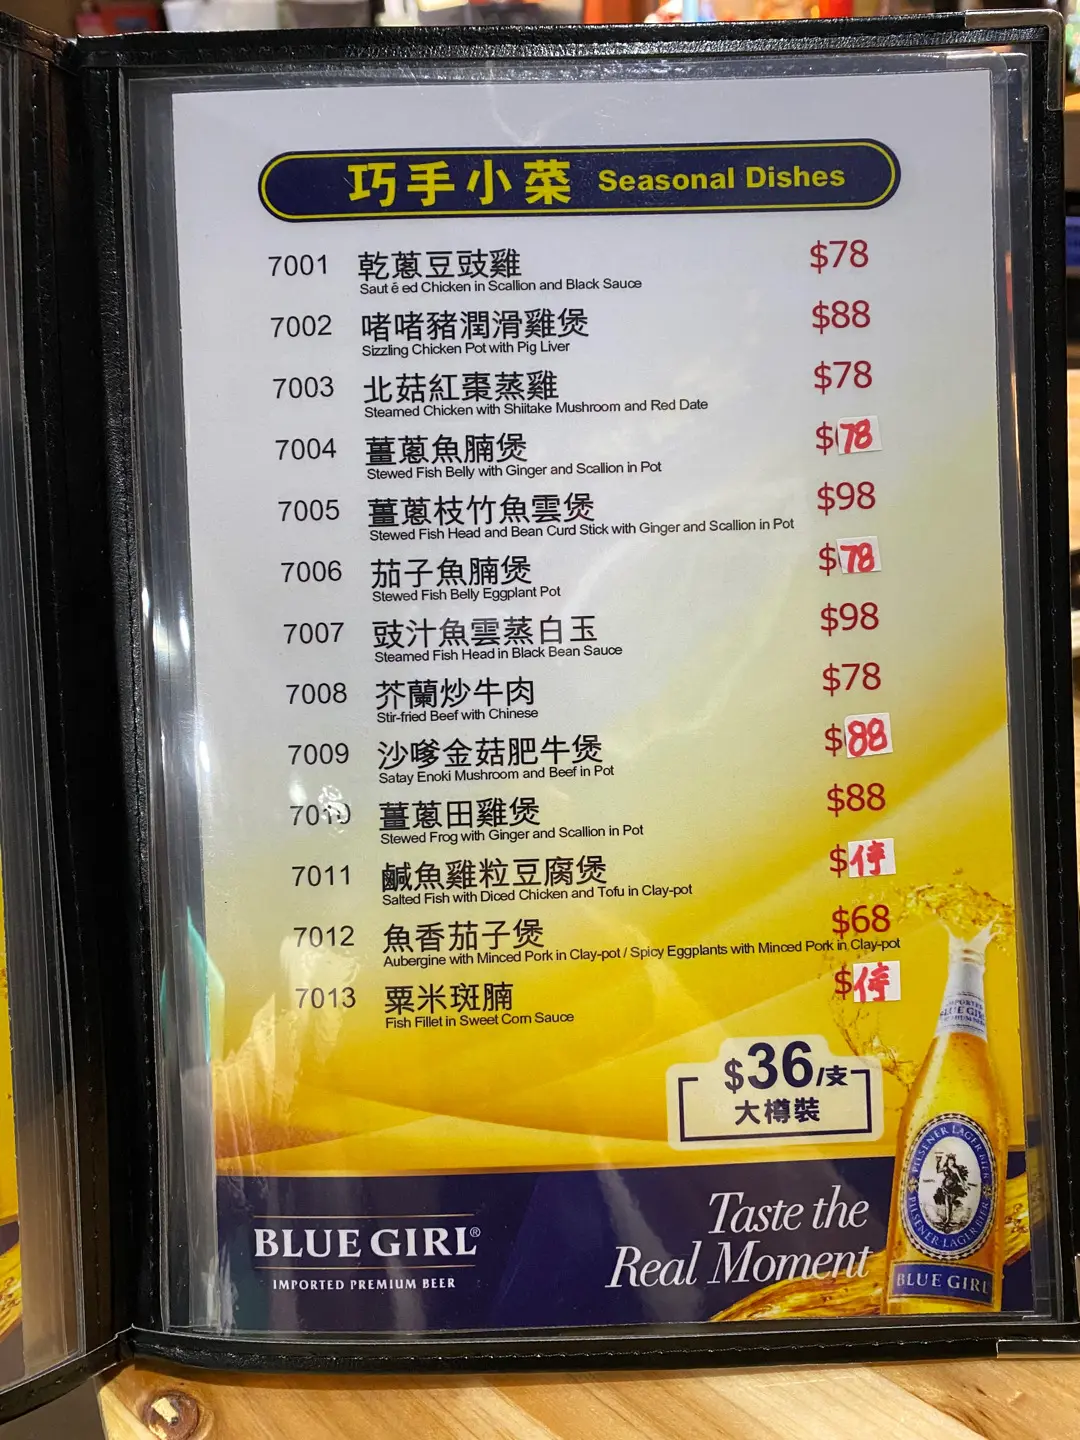 巧手小菜 Seasonal Dishes
7001 乾蔥豆豉雞 $78
Saut é ed Chicken in Scallion and Black Sauce
7002 啫啫豬潤滑雞煲 $88
Sizzling Chicken Pot with Pig Liver
7003 北菇紅棗蒸雞 $78
Steamed Chicken with Shiitake Mushroom and Red Date
7004 薑蔥魚腩煲 $78
Stewed Fish Belly with Ginger and Scallion in Pot
7005 薑蔥枝竹魚雲煲 $98
Stewed Fish Head and Bean Curd Stick with Ginger and Scallion in Pot
7006 茄子魚腩煲 $78
Stewed Fish Belly Eggplant Pot
7007 豉汁魚雲蒸白玉 $98
Steamed Fish Head in Black Bean Sauce
7008 芥蘭炒牛肉 $78
Stir-fried Beef with Chinese
7009 沙嗲金菇肥牛煲 $88
Satay Enoki Mushroom and Beef in Pot
7010 薑蔥田雞煲 $88
Stewed Frog with Ginger and Scallion in Pot
7011 鹹魚雞粒豆腐煲 $停
Salted Fish with Diced Chicken and Tofu in Clay-pot
7012 魚香茄子煲 $68
Aubergine with Minced Pork in Clay-pot / Spicy Eggplants with Minced Pork in Clay-pot
7013 粟米斑腩 $停
Fish Fillet in Sweet Corn Sauce
$36/支
大樽裝
BLUE GIRL®
IMPORTED PREMIUM BEER
Taste the
Real Moment
PILSENER LAGER BIER
PILSENER-LAGER BIER
BLUE GIRL